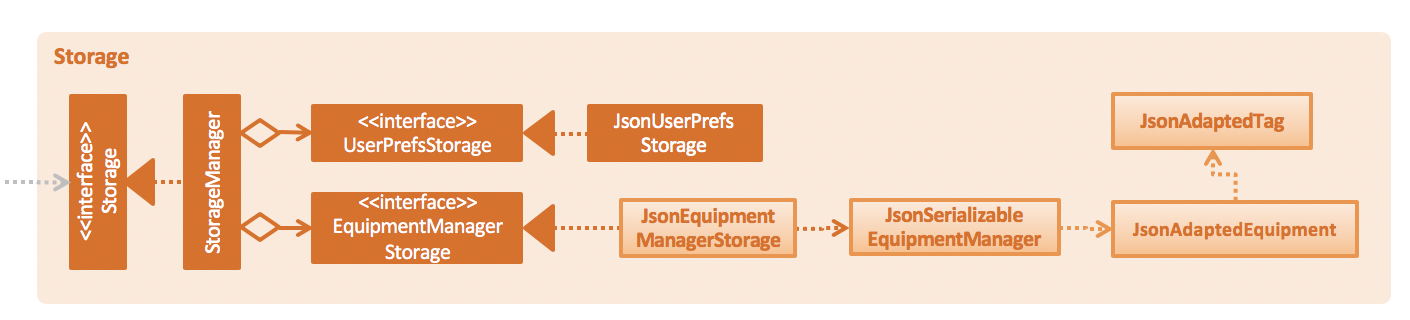 Storage
<<interface>>
Storage
StorageManager
<<interface>>
UserPrefsStorage
JsonUserPrefs
Storage
<<interface>>
EquipmentManager
Storage
JsonEquipment
ManagerStorage
JsonSerializable
EquipmentManager
JsonAdaptedTag
JsonAdaptedEquipment